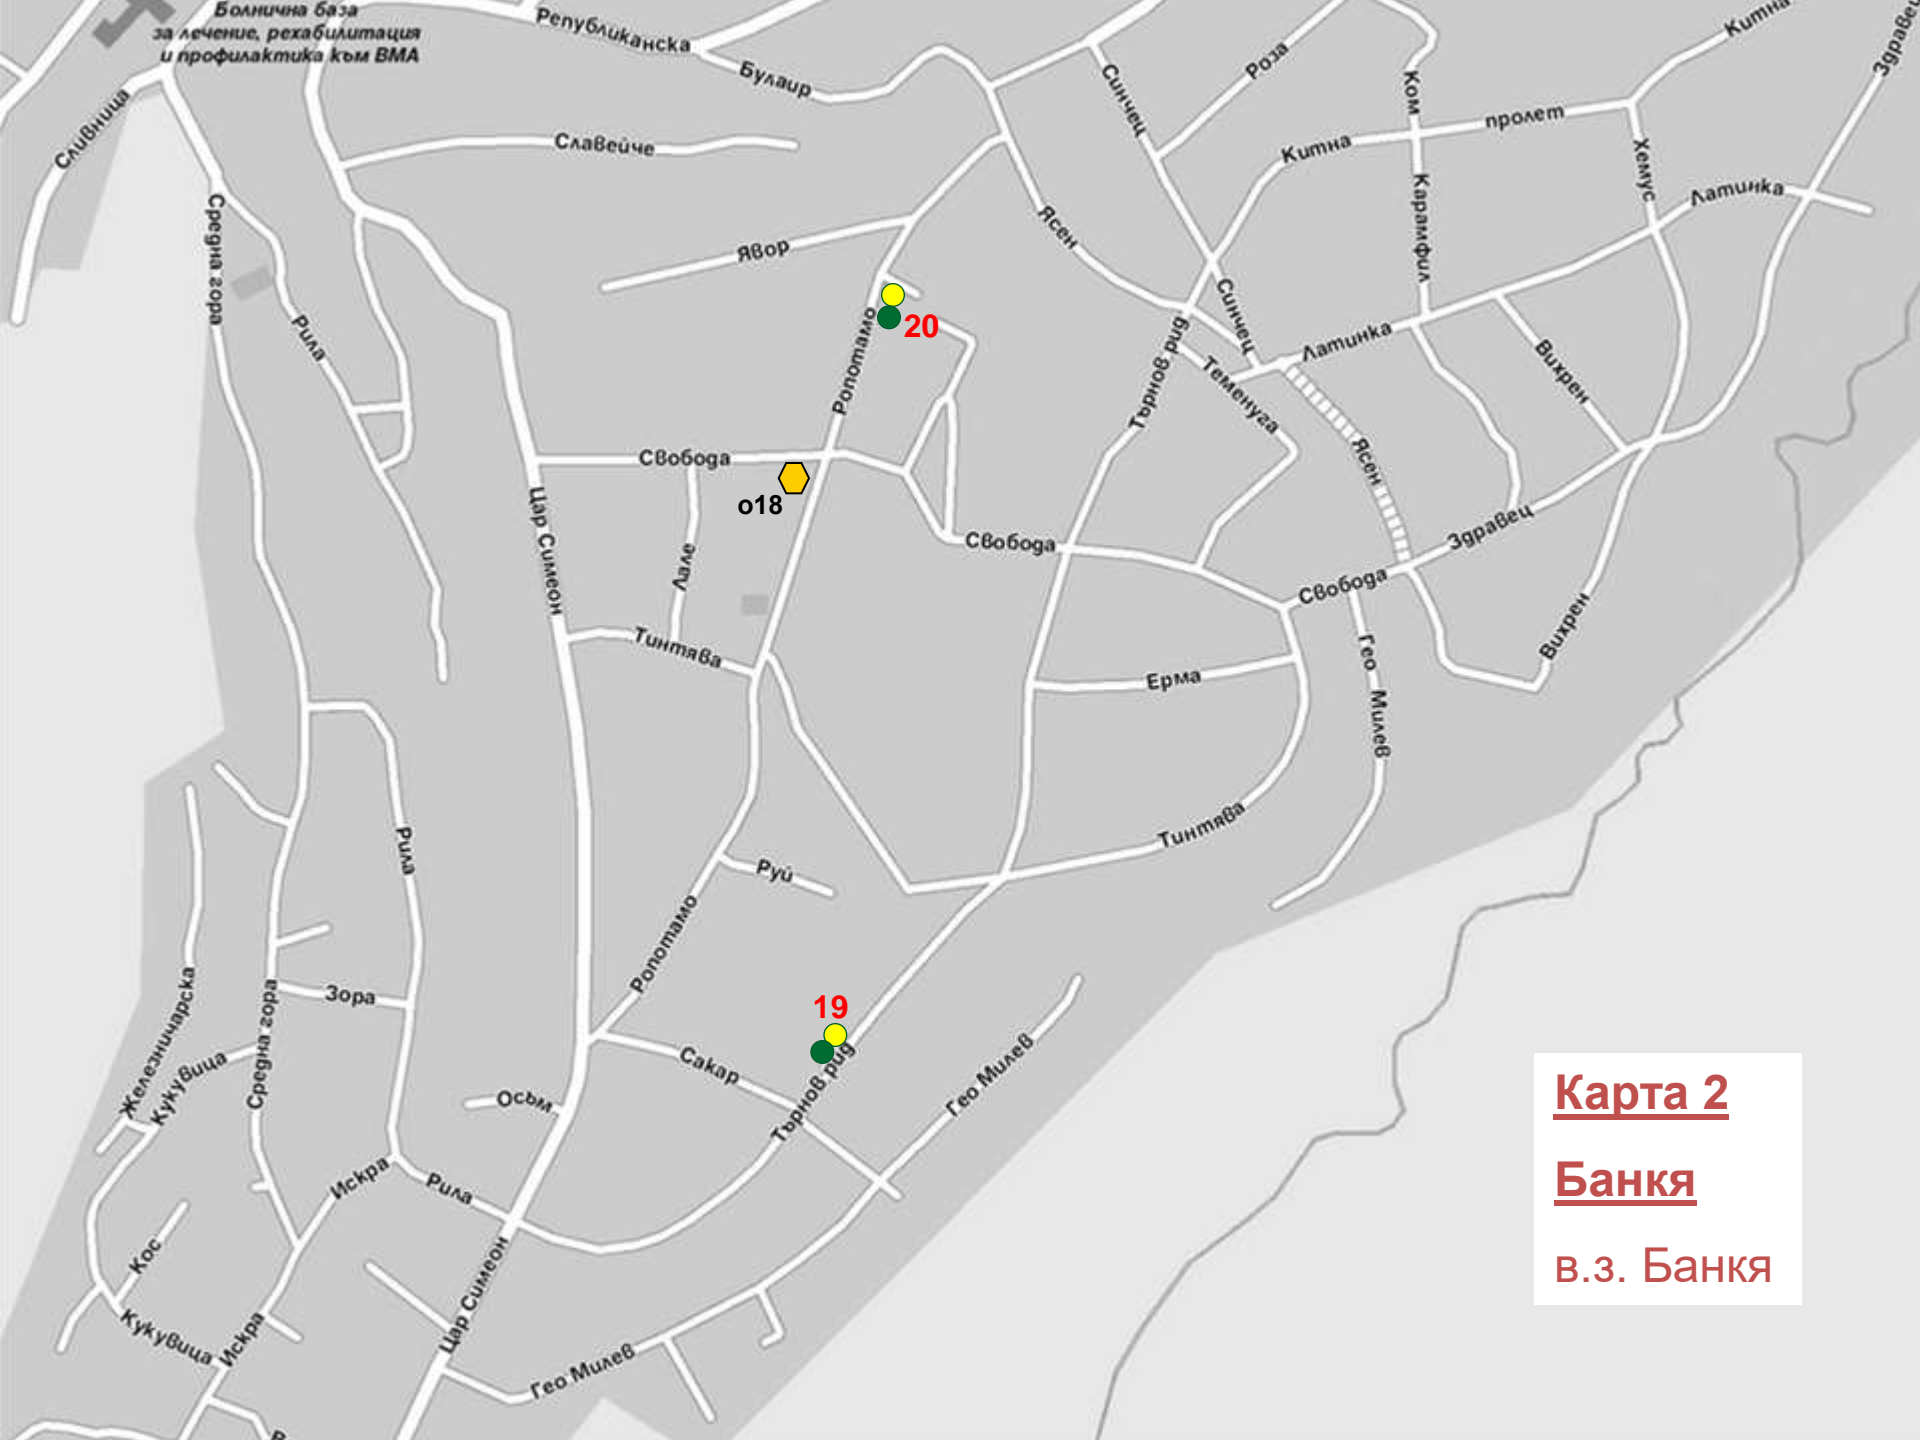 Болнична база
за лечение, рехабилитация
и профилактика към ВМА
Републиканска
Булаир
Китна
Здравец
Роза
Синчец
Ком
Сливница
Славейче
Китна
пролет
Хемус
Латинка
Карамфил
Средна гора
Явор
Ясен
Рила
Ропотамо
20
Синчец
Латинка
Търнов рид
Теменуга
Вихрен
Свобода
о18
Ясен
Цар Симеон
Свобода
Здравец
Лале
Свобода
Тинтява
Гео Милев
Вихрен
Ерма
Рила
Тинтява
Руй
Ропотамо
Железничарска
Зора
Средна гора
19
Кукувица
Сакар
Търнов рид
Гео Милев
Осъм
Искра
Рила
Кос
Цар Симеон
Кукувица
Искра
Гео Милев
Карта 2
Банкя
в.з. Банкя